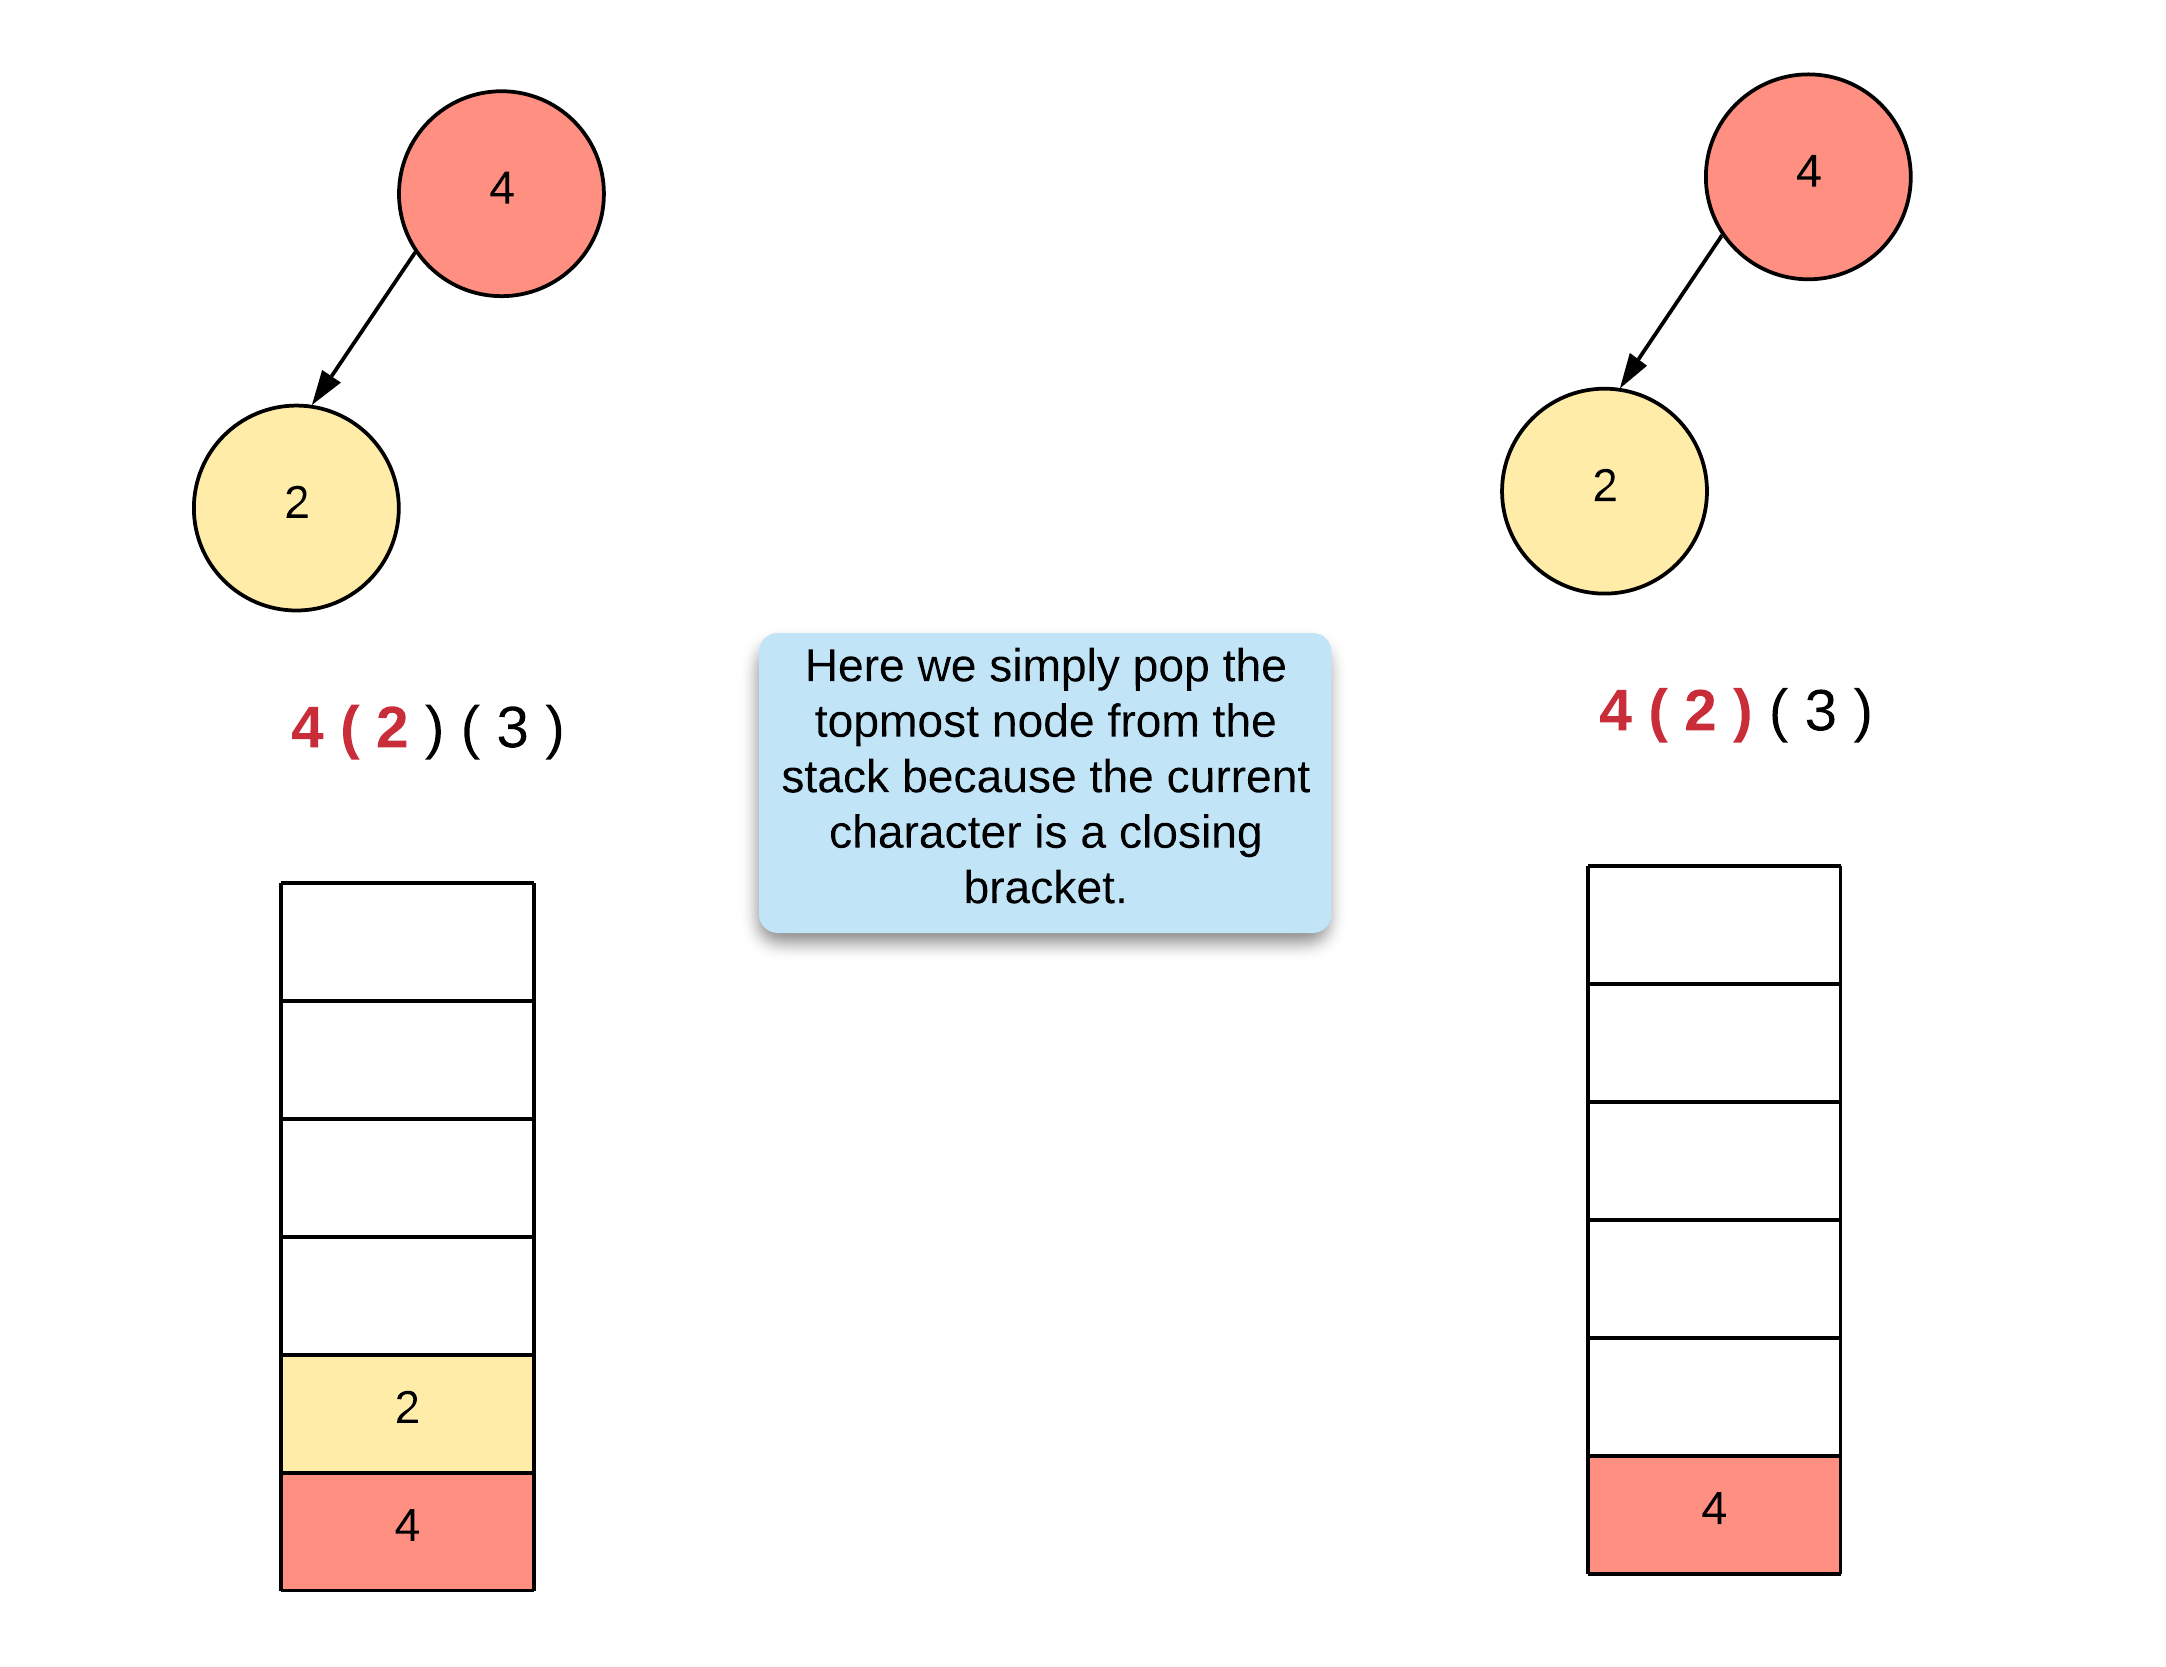 4
2
4(2)(3)
2
4
Here we simply pop the
topmost node from the
stack because the current
character is a closing
bracket.
4
2
4(2)(3)
4